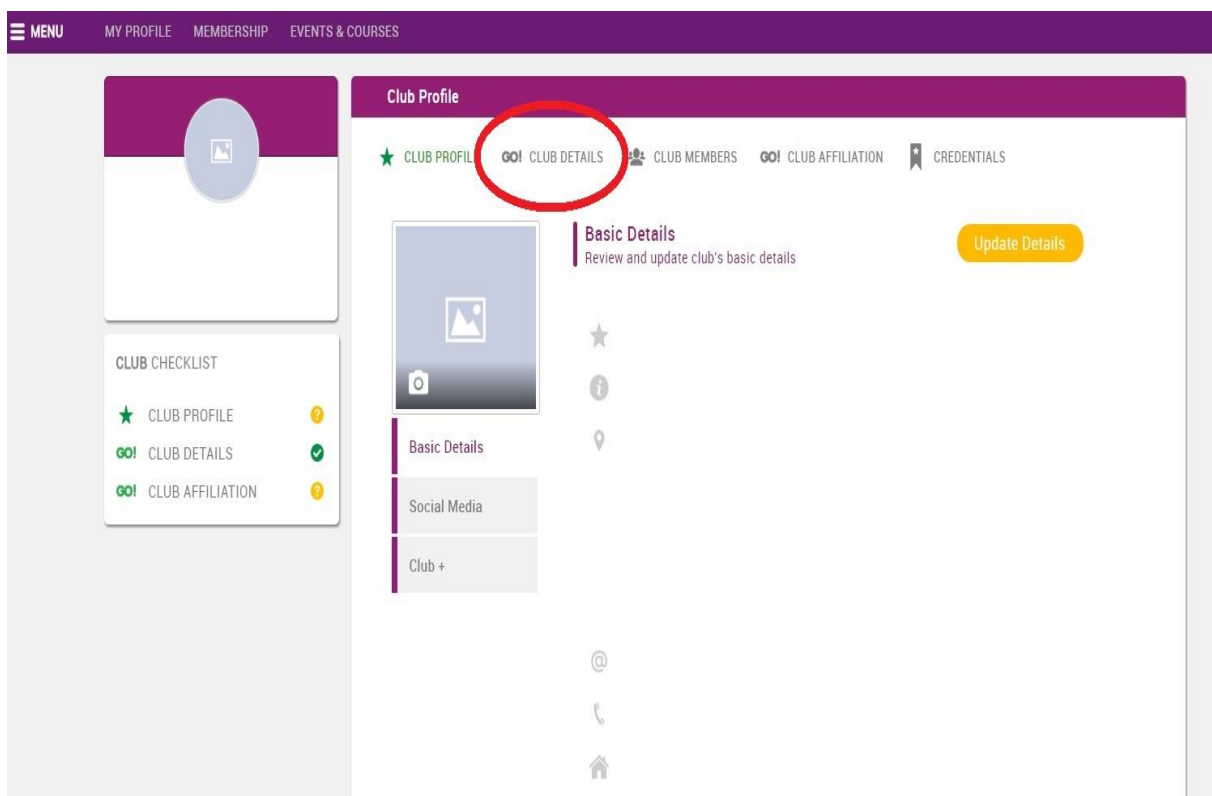 MENU MY PROFILE MEMBERSHIP EVENTS & COURSES
Club Profile
CLUB PROFILE GO! CLUB DETAILS CLUB MEMBERS GO! CLUB AFFILIATION CREDENTIALS
Basic Details
Review and update club's basic details
Update Details
CLUB CHECKLIST
CLUB PROFILE
GO! CLUB DETAILS
GO! CLUB AFFILIATION
Basic Details
Social Media
Club +